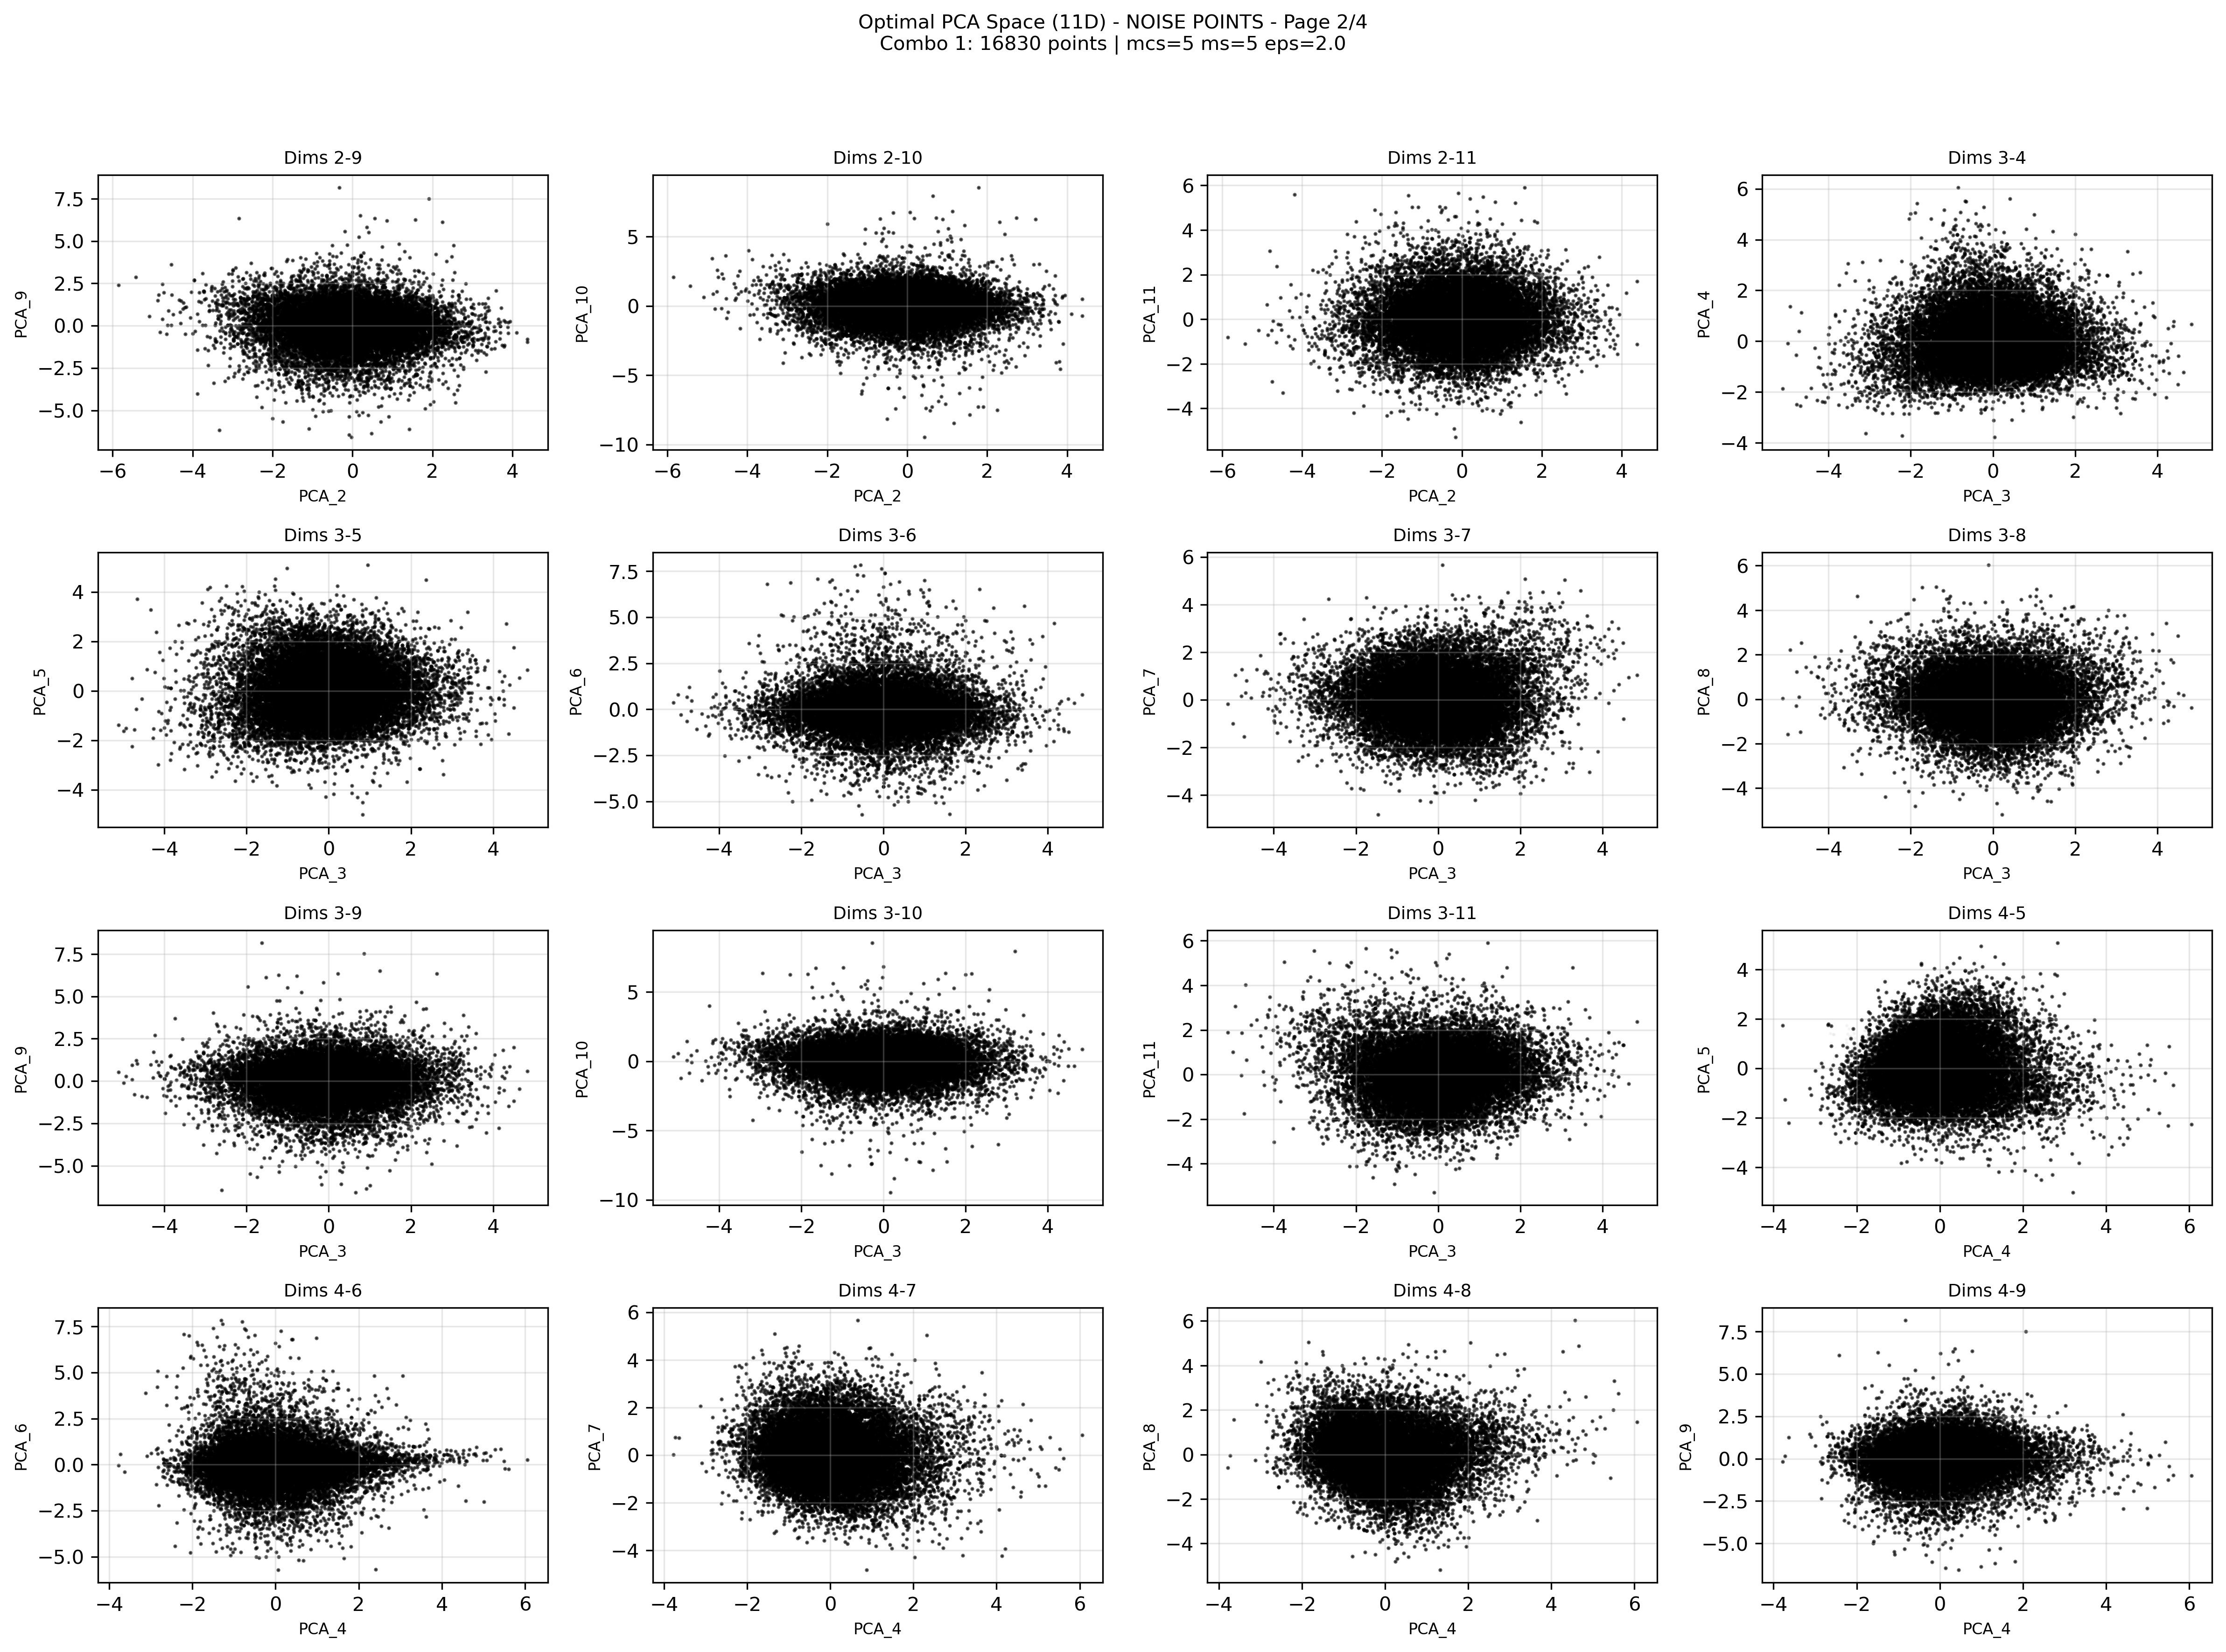 Optimal PCA Space (11D) - NOISE POINTS - Page 2/4
Combo 1: 16830 points | mcs=5 ms=5 eps=2.0
Dims 2-9
7.5
5.0
2.5
0.0
−2.5
−5.0
PCA_9
−6 −4 −2 0 2 4
PCA_2
Dims 2-10
5
0
−5
−10
PCA_10
−6 −4 −2 0 2 4
PCA_2
Dims 2-11
6
4
2
0
−2
−4
PCA_11
−6 −4 −2 0 2 4
PCA_2
Dims 3-4
6
4
2
0
−2
−4
PCA_4
−4 −2 0 2 4
PCA_3
Dims 3-5
4
2
0
−2
−4
PCA_5
−4 −2 0 2 4
PCA_3
Dims 3-6
7.5
5.0
2.5
0.0
−2.5
−5.0
PCA_6
−4 −2 0 2 4
PCA_3
Dims 3-7
6
4
2
0
−2
−4
PCA_7
−4 −2 0 2 4
PCA_3
Dims 3-8
6
4
2
0
−2
−4
PCA_8
−4 −2 0 2 4
PCA_3
Dims 3-9
7.5
5.0
2.5
0.0
−2.5
−5.0
PCA_9
−4 −2 0 2 4
PCA_3
Dims 3-10
5
0
−5
−10
PCA_10
−4 −2 0 2 4
PCA_3
Dims 3-11
6
4
2
0
−2
−4
PCA_11
−4 −2 0 2 4
PCA_3
Dims 4-5
4
2
0
−2
−4
PCA_5
−4 −2 0 2 4 6
PCA_4
Dims 4-6
7.5
5.0
2.5
0.0
−2.5
−5.0
PCA_6
−4 −2 0 2 4 6
PCA_4
Dims 4-7
6
4
2
0
−2
−4
PCA_7
−4 −2 0 2 4 6
PCA_4
Dims 4-8
6
4
2
0
−2
−4
PCA_8
−4 −2 0 2 4 6
PCA_4
Dims 4-9
7.5
5.0
2.5
0.0
−2.5
−5.0
PCA_9
−4 −2 0 2 4 6
PCA_4